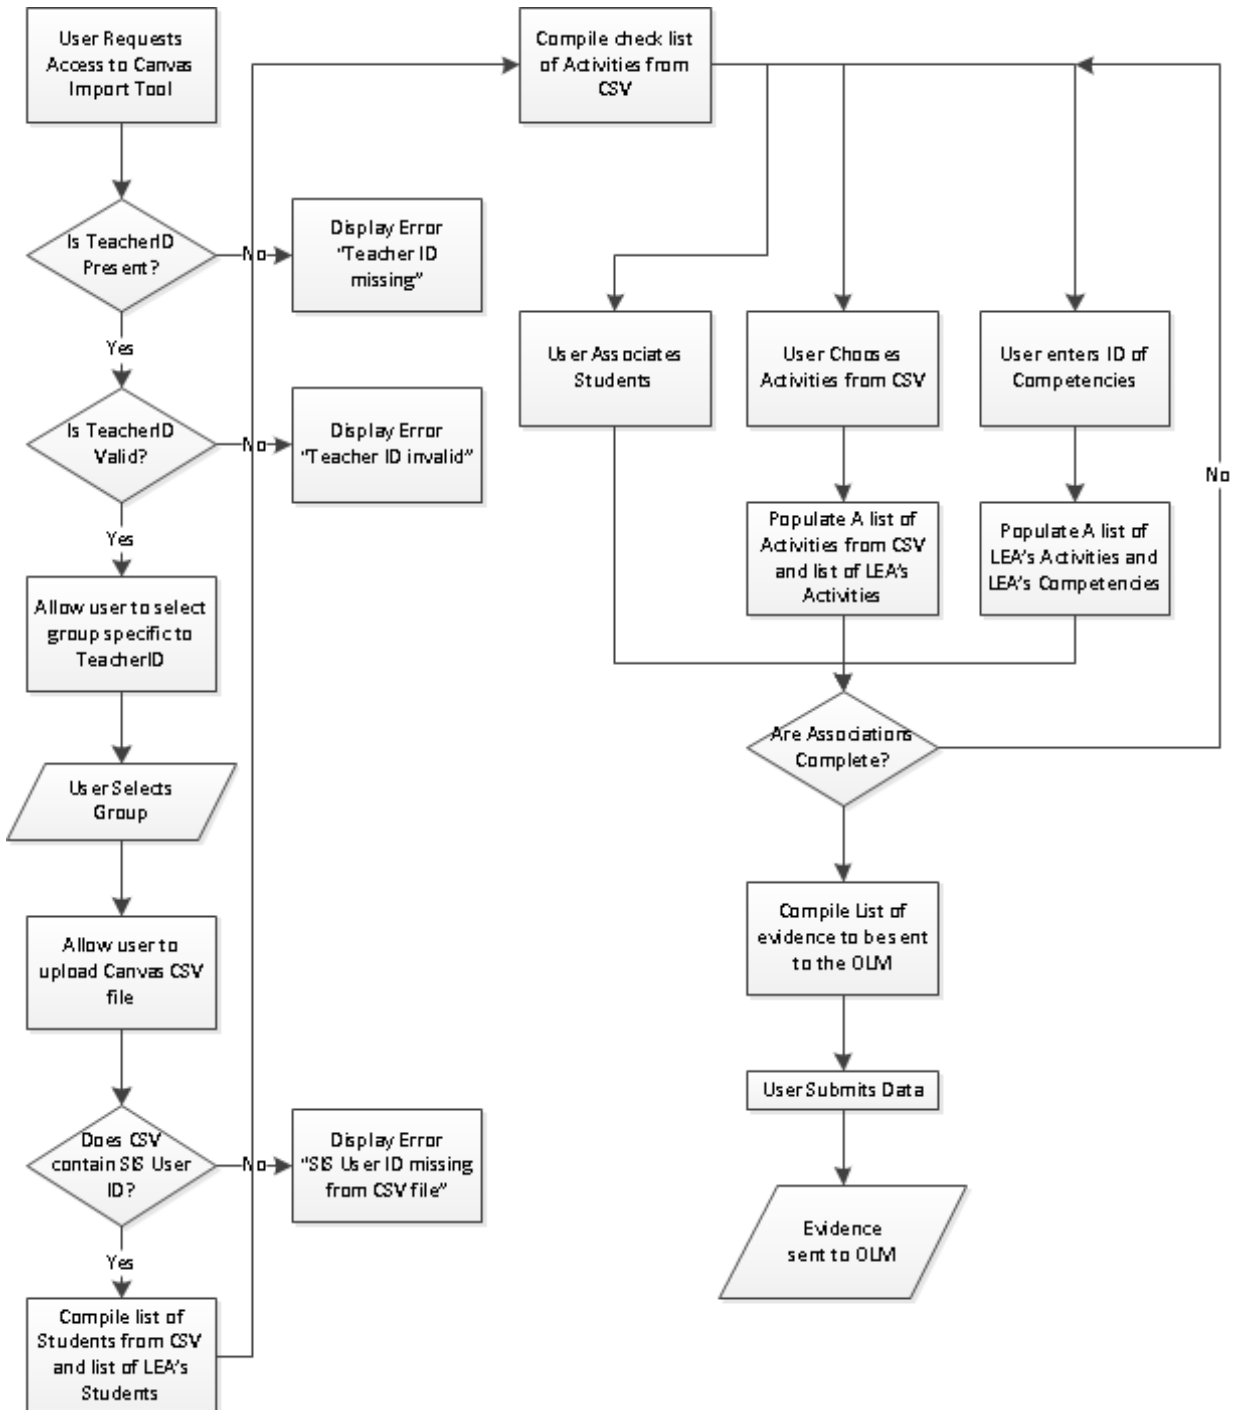 User Requests
Access to Canvas
Import Tool
Is TeacherID
Present?
No
Display Error
“Teacher ID
missing”
Yes
Is TeacherID
Valid?
No
Display Error
“Teacher ID invalid”
Yes
Allow user to select
group specific to
TeacherID
User Selects
Group
Allow user to
upload Canvas CSV
file
Does CSV
contain SIS User
ID?
No
Display Error
“SIS User ID missing
from CSV file”
Yes
Compile list of
Students from CSV
and list of LEA’s
Students
Compile check list
of Activities from
CSV
User Associates
Students
User Chooses
Activities from CSV
User enters ID of
Competencies
Populate A list of
Activities from CSV
and list of LEA’s
Activities
Populate A list of
LEA’s Activities and
LEA’s Competencies
No
Are Associations
Complete?
Compile List of
evidence to be sent
to the OLM
User Submits Data
Evidence
sent to OLM